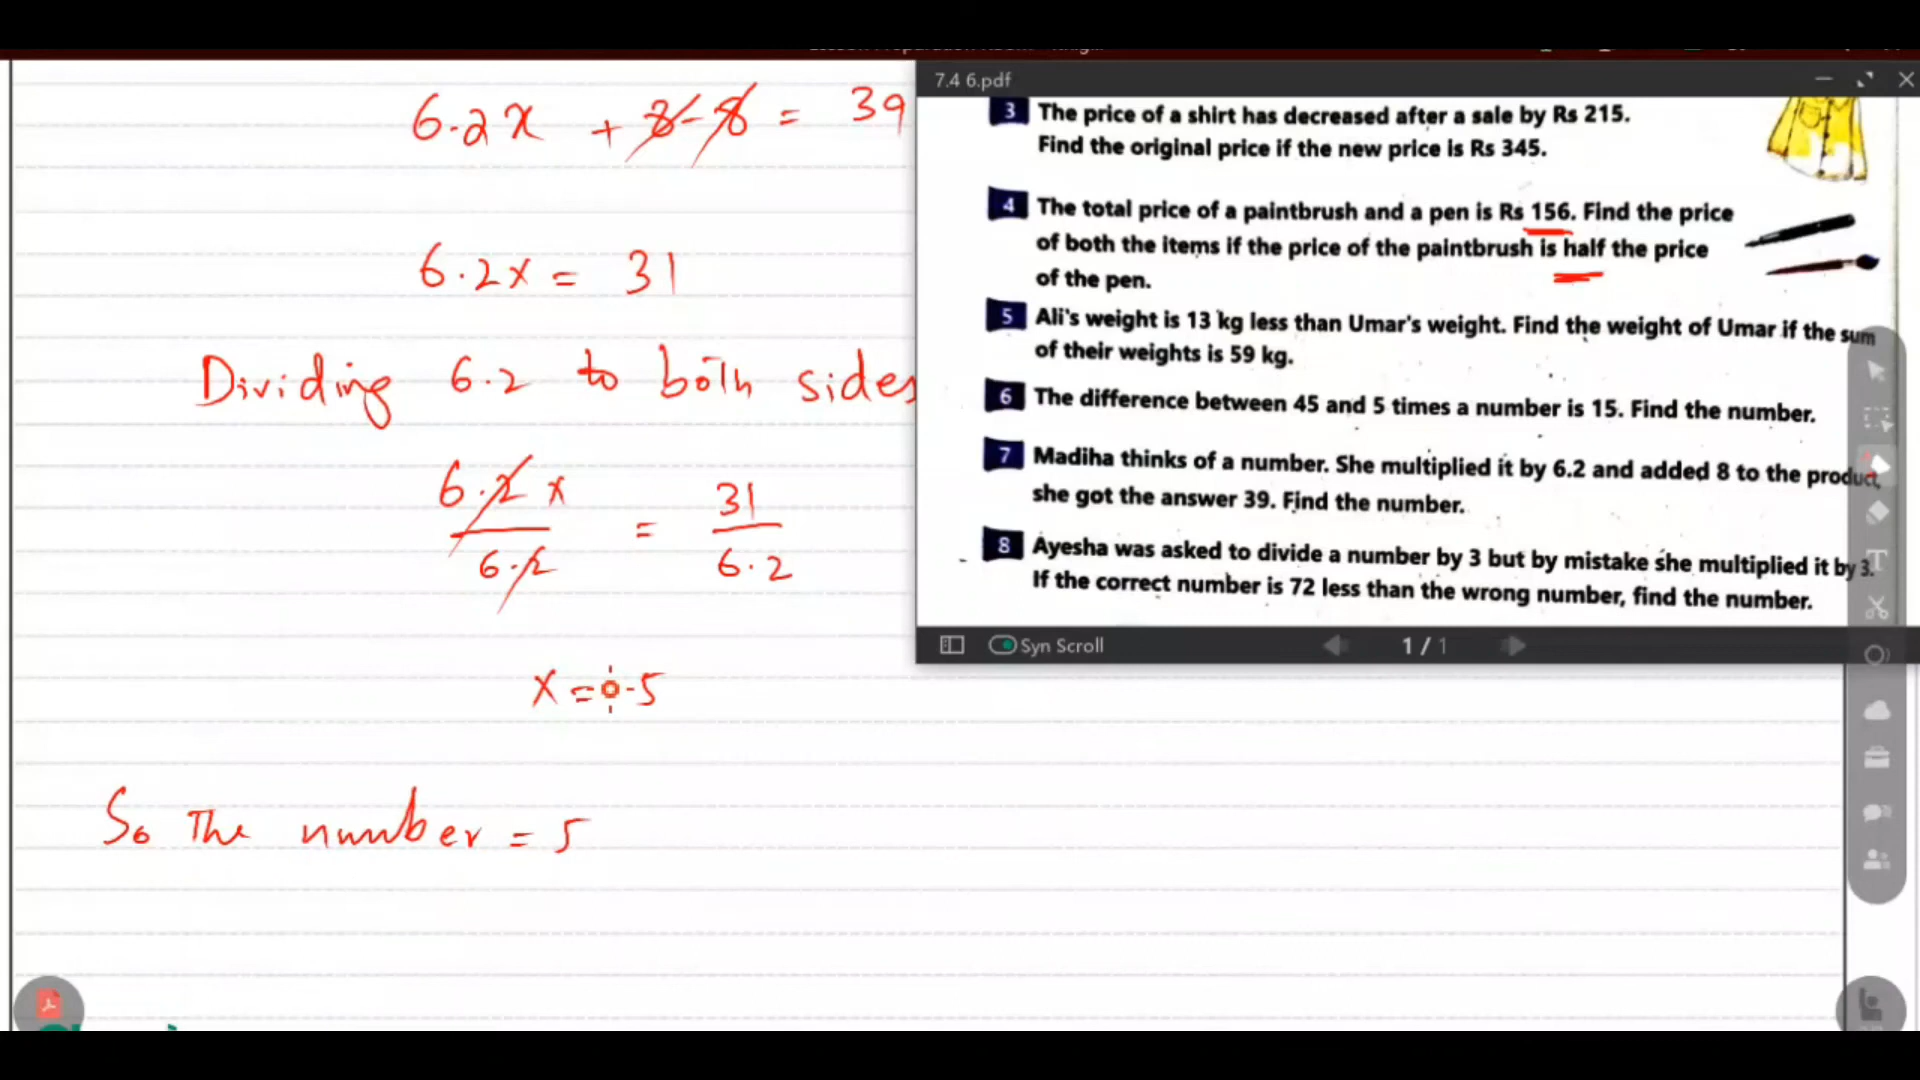 6.2x + 8 - 8 = 39
6.2x = 31
Dividing 6.2 to both sides
6.2x
6.2
=
31
6.2
x = 0.5
So The number = 5
7.4 6.pdf
3 The price of a shirt has decreased after a sale by Rs 215.
Find the original price if the new price is Rs 345.
4 The total price of a paintbrush and a pen is Rs 156. Find the price
of both the items if the price of the paintbrush is half the price
of the pen.
5 Ali's weight is 13 kg less than Umar's weight. Find the weight of Umar if the sum
of their weights is 59 kg.
6 The difference between 45 and 5 times a number is 15. Find the number.
7 Madiha thinks of a number. She multiplied it by 6.2 and added 8 to the product,
she got the answer 39. Find the number.
8 Ayesha was asked to divide a number by 3 but by mistake she multiplied it by 3.
If the correct number is 72 less than the wrong number, find the number.
Syn Scroll
1 / 1